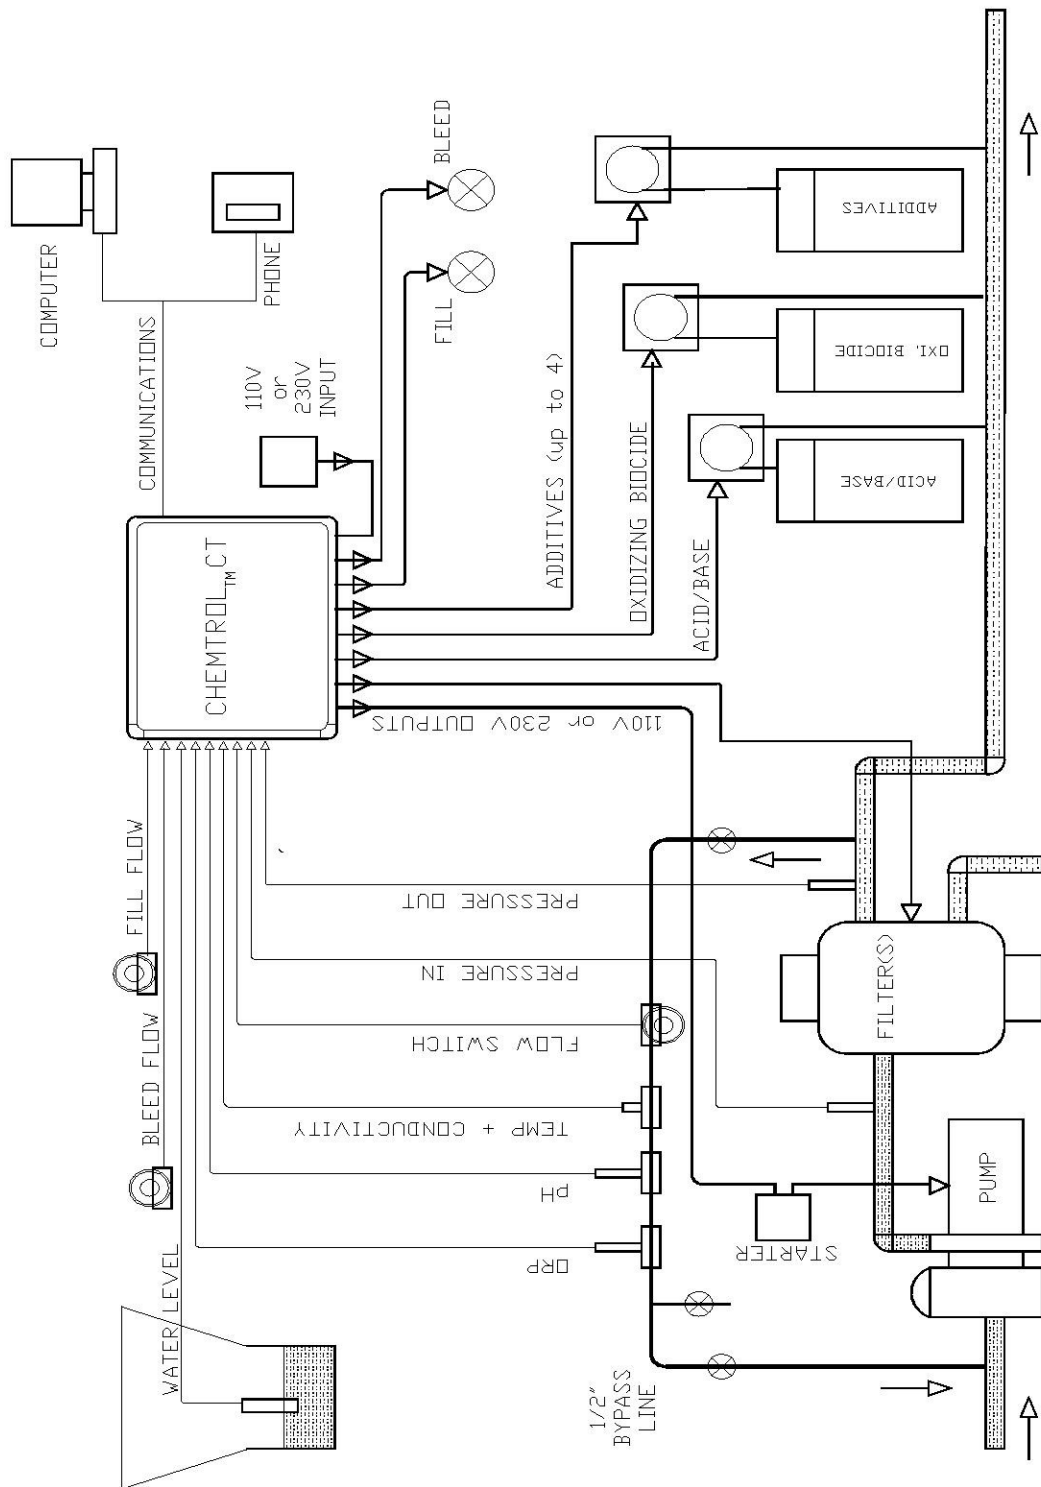 COMPUTER
PHONE
COMMUNICATIONS
110V
or
230V
INPUT
BLEED
FILL
CHEMTROL™ CT
ADDITIVES (up to 4)
OXIDIZING BIOCIDE
ACID/BASE
ADDITIVES
OXI. BIOCIDE
ACID/BASE
110V or 230V OUTPUTS
FILL FLOW
BLEED FLOW
WATER LEVEL
PRESSURE OUT
PRESSURE IN
FLOW SWITCH
TEMP + CONDUCTIVITY
pH
ORP
FILTER(S)
STARTER
PUMP
1/2"
BYPASS
LINE